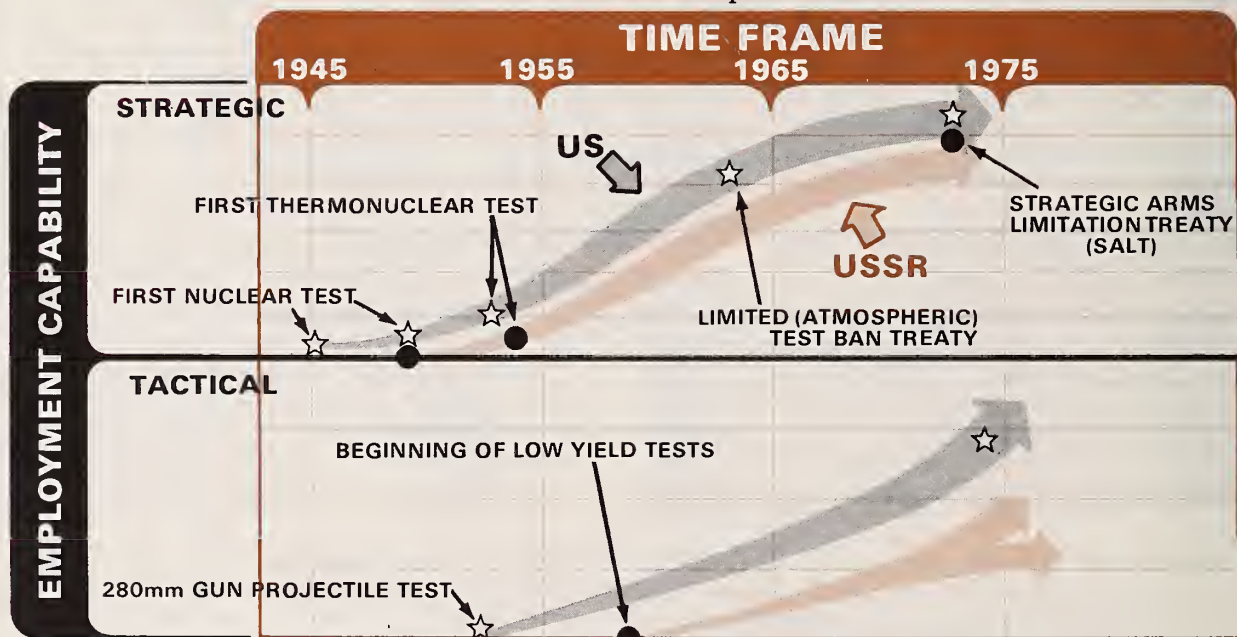 TIME FRAME
1945 1955 1965 1975
EMPLOYMENT CAPABILITY
STRATEGIC
US
FIRST THERMONUCLEAR TEST
STRATEGIC ARMS
LIMITATION TREATY
(SALT)
USSR
FIRST NUCLEAR TEST
LIMITED (ATMOSPHERIC)
TEST BAN TREATY
TACTICAL
BEGINNING OF LOW YIELD TESTS
280mm GUN PROJECTILE TEST